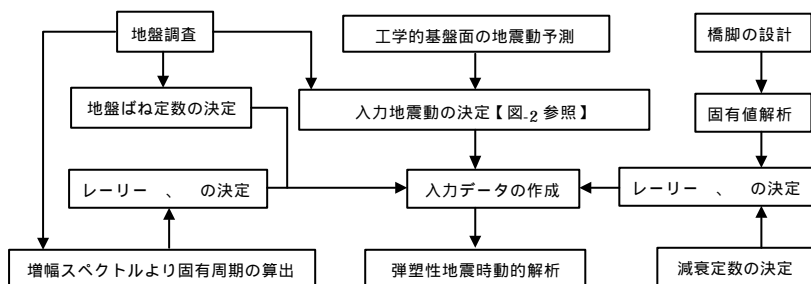 地盤調査
工学的基盤面の地震動予測
橋脚の設計
地盤ばね定数の決定
入力地震動の決定【図-2 参照】
固有値解析
レーリー　、　の決定
入力データの作成
レーリー　、　の決定
増幅スペクトルより固有周期の算出
弾塑性地震時動的解析
減衰定数の決定